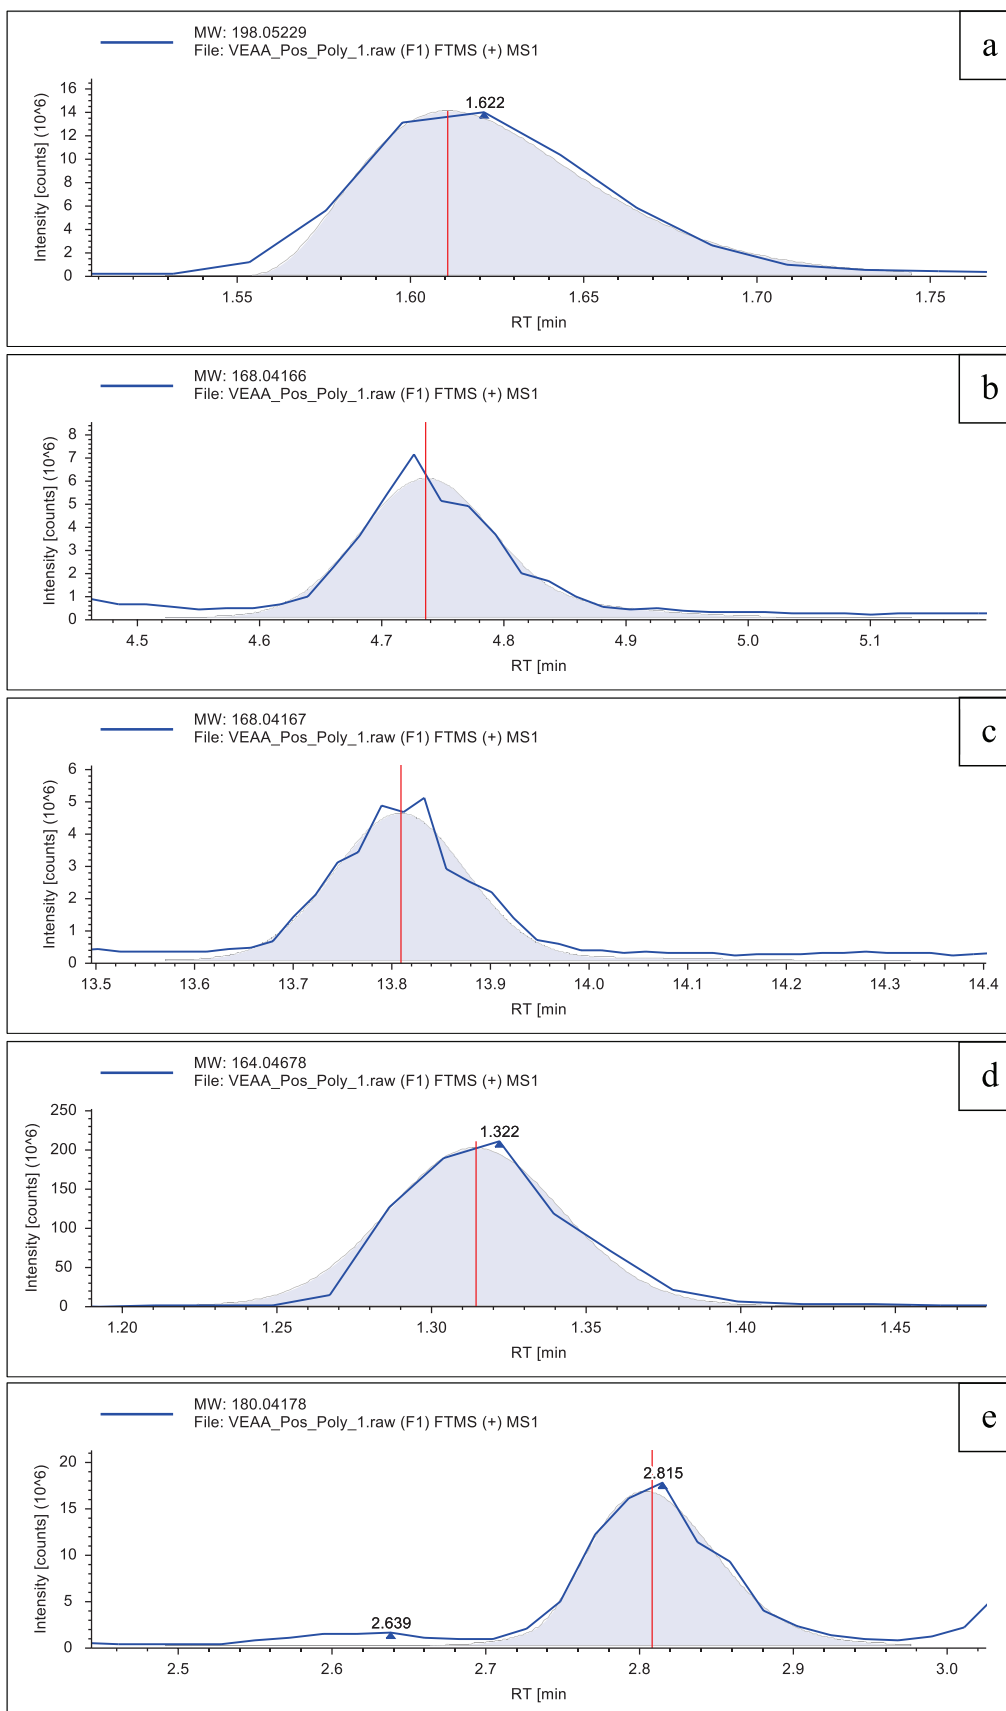 MW: 198.05229
File: VEAA_Pos_Poly_1.raw (F1) FTMS (+) MS1
a
Intensity [counts] (10^6)
16
14
12
10
8
6
4
2
0
1.622
1.55 1.60 1.65 1.70 1.75
RT [min
MW: 168.04166
File: VEAA_Pos_Poly_1.raw (F1) FTMS (+) MS1
b
Intensity [counts] (10^6)
8
7
6
5
4
3
2
1
0
4.5 4.6 4.7 4.8 4.9 5.0 5.1
RT [min
MW: 168.04167
File: VEAA_Pos_Poly_1.raw (F1) FTMS (+) MS1
c
Intensity [counts] (10^6)
6
5
4
3
2
1
0
13.5 13.6 13.7 13.8 13.9 14.0 14.1 14.2 14.3 14.4
RT [min
MW: 164.04678
File: VEAA_Pos_Poly_1.raw (F1) FTMS (+) MS1
d
Intensity [counts] (10^6)
250
200
150
100
50
0
1.322
1.20 1.25 1.30 1.35 1.40 1.45
RT [min
MW: 180.04178
File: VEAA_Pos_Poly_1.raw (F1) FTMS (+) MS1
e
Intensity [counts] (10^6)
20
15
10
5
0
2.639
2.815
2.5 2.6 2.7 2.8 2.9 3.0
RT [min